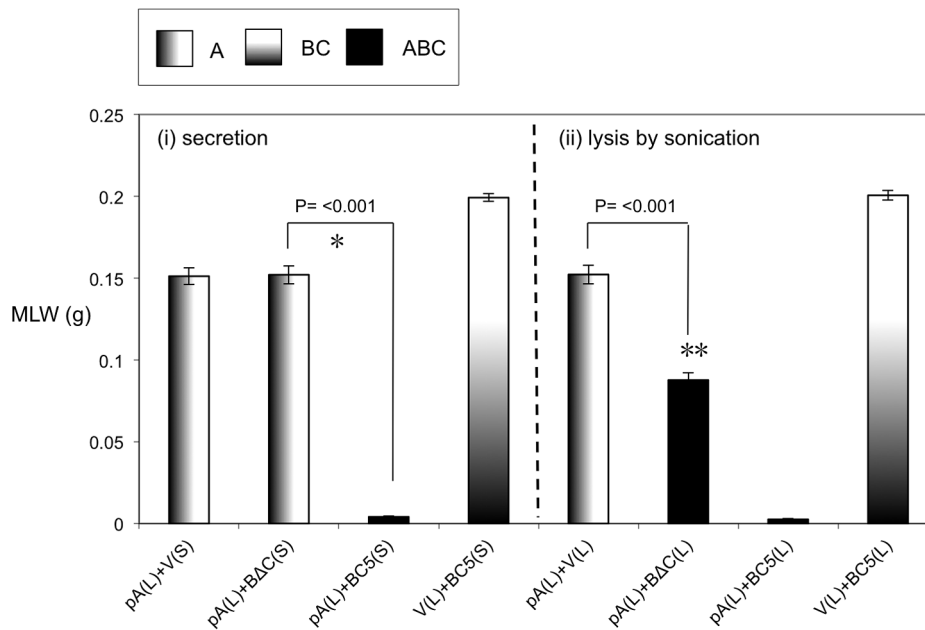 A BC ABC
0.25
(i) secretion (ii) lysis by sonication
0.2
P= <0.001 P= <0.001
*
0.15
MLW (g)
**
0.1
0.05
0
pA(L)+V(S)
pA(L)+BΔC(S)
pA(L)+BC5(S)
V(L)+BC5(S)
pA(L)+V(L)
pA(L)+BΔC(L)
pA(L)+BC5(L)
V(L)+BC5(L)